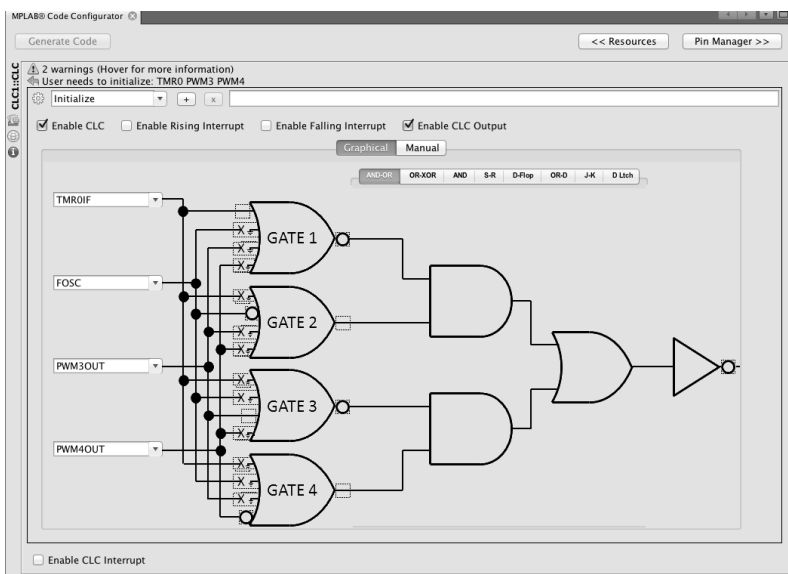 MPLAB® Code Configurator
Generate Code
<< Resources
Pin Manager >>
CLC1::CLC
2 warnings (Hover for more information)
User needs to initialize: TMR0 PWM3 PWM4
Initialize
+
x
Enable CLC
Enable Rising Interrupt
Enable Falling Interrupt
Enable CLC Output
Graphical
Manual
AND-OR
OR-XOR
AND
S-R
D-Flop
OR-D
J-K
D Ltch
TMR0IF
GATE 1
FOSC
GATE 2
PWM3OUT
GATE 3
PWM4OUT
GATE 4
Enable CLC Interrupt